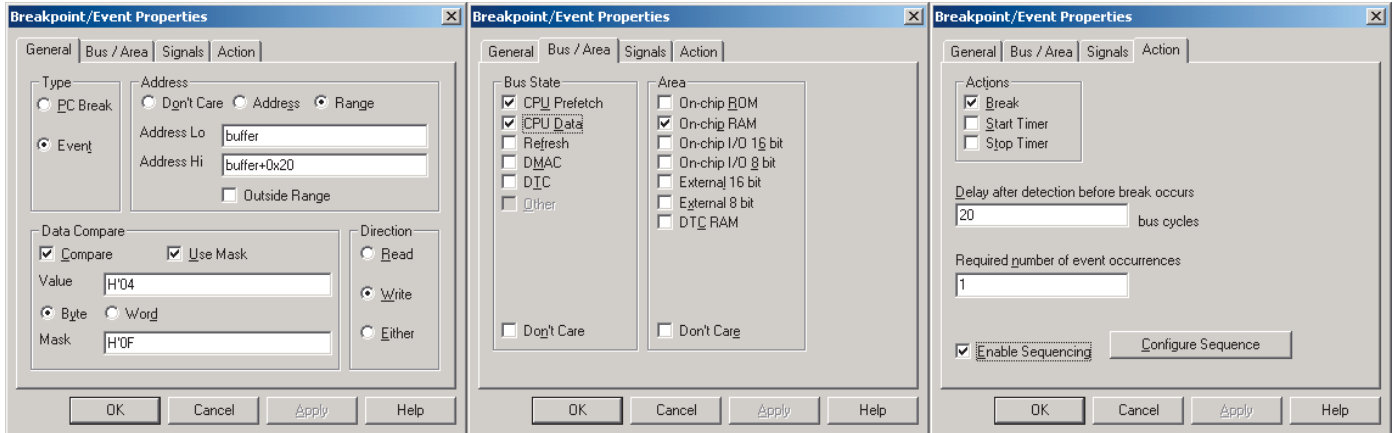 Breakpoint/Event Properties
General Bus / Area Signals Action
Type
PC Break
Event
Address
Don't Care Address Range
Address Lo buffer
Address Hi buffer+0x20
Outside Range
Data Compare
Compare Use Mask
Value H'04
Byte Word
Mask H'0F
Direction
Read
Write
Either
OK Cancel Apply Help
Breakpoint/Event Properties
General Bus / Area Signals Action
Bus State
CPU Prefetch
CPU Data
Refresh
DMAC
DTC
Other
Don't Care
Area
On-chip ROM
On-chip RAM
On-chip I/O 16 bit
On-chip I/O 8 bit
External 16 bit
External 8 bit
DTC RAM
Don't Care
OK Cancel Apply Help
Breakpoint/Event Properties
General Bus / Area Signals Action
Actions
Break
Start Timer
Stop Timer
Delay after detection before break occurs
20 bus cycles
Required number of event occurrences
1
Enable Sequencing Configure Sequence
OK Cancel Apply Help